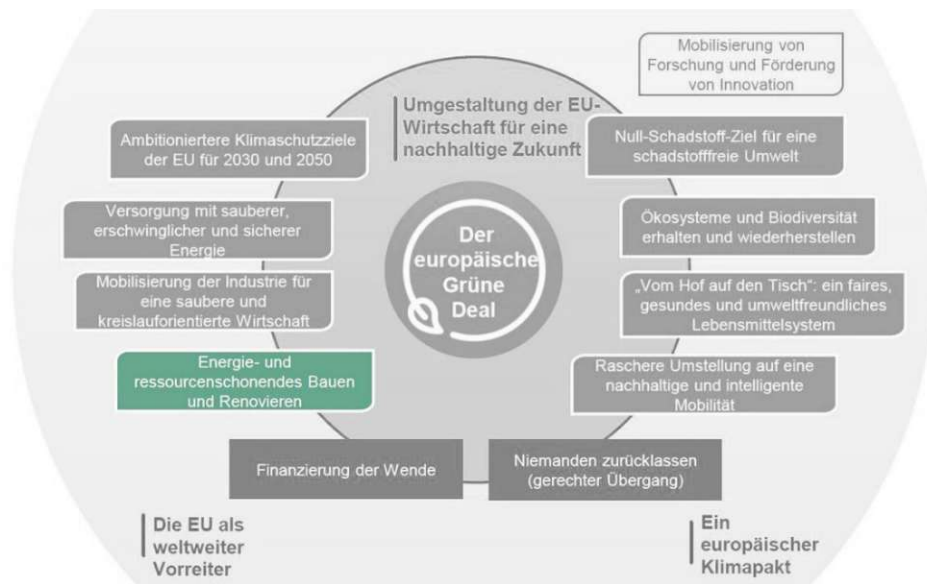 Mobilisierung von
Forschung und Förderung
von Innovation
Umgestaltung der EU-
Wirtschaft für eine
nachhaltige Zukunft
Ambitioniertere Klimaschutzziele
der EU für 2030 und 2050
Null-Schadstoff-Ziel für eine
schadstofffreie Umwelt
Versorgung mit sauberer,
erschwinglicher und sicherer
Energie
Ökosysteme und Biodiversität
erhalten und wiederherstellen
Der
europäische
Grüne
Deal
Mobilisierung der Industrie für
eine saubere und
kreislauforientierte Wirtschaft
„Vom Hof auf den Tisch“: ein faires,
gesundes und umweltfreundliches
Lebensmittelsystem
Energie- und
ressourcenschonendes Bauen
und Renovieren
Raschere Umstellung auf eine
nachhaltige und intelligente
Mobilität
Finanzierung der Wende
Niemanden zurücklassen
(gerechter Übergang)
Die EU als
weltweiter
Vorreiter
Ein
europäischer
Klimapakt